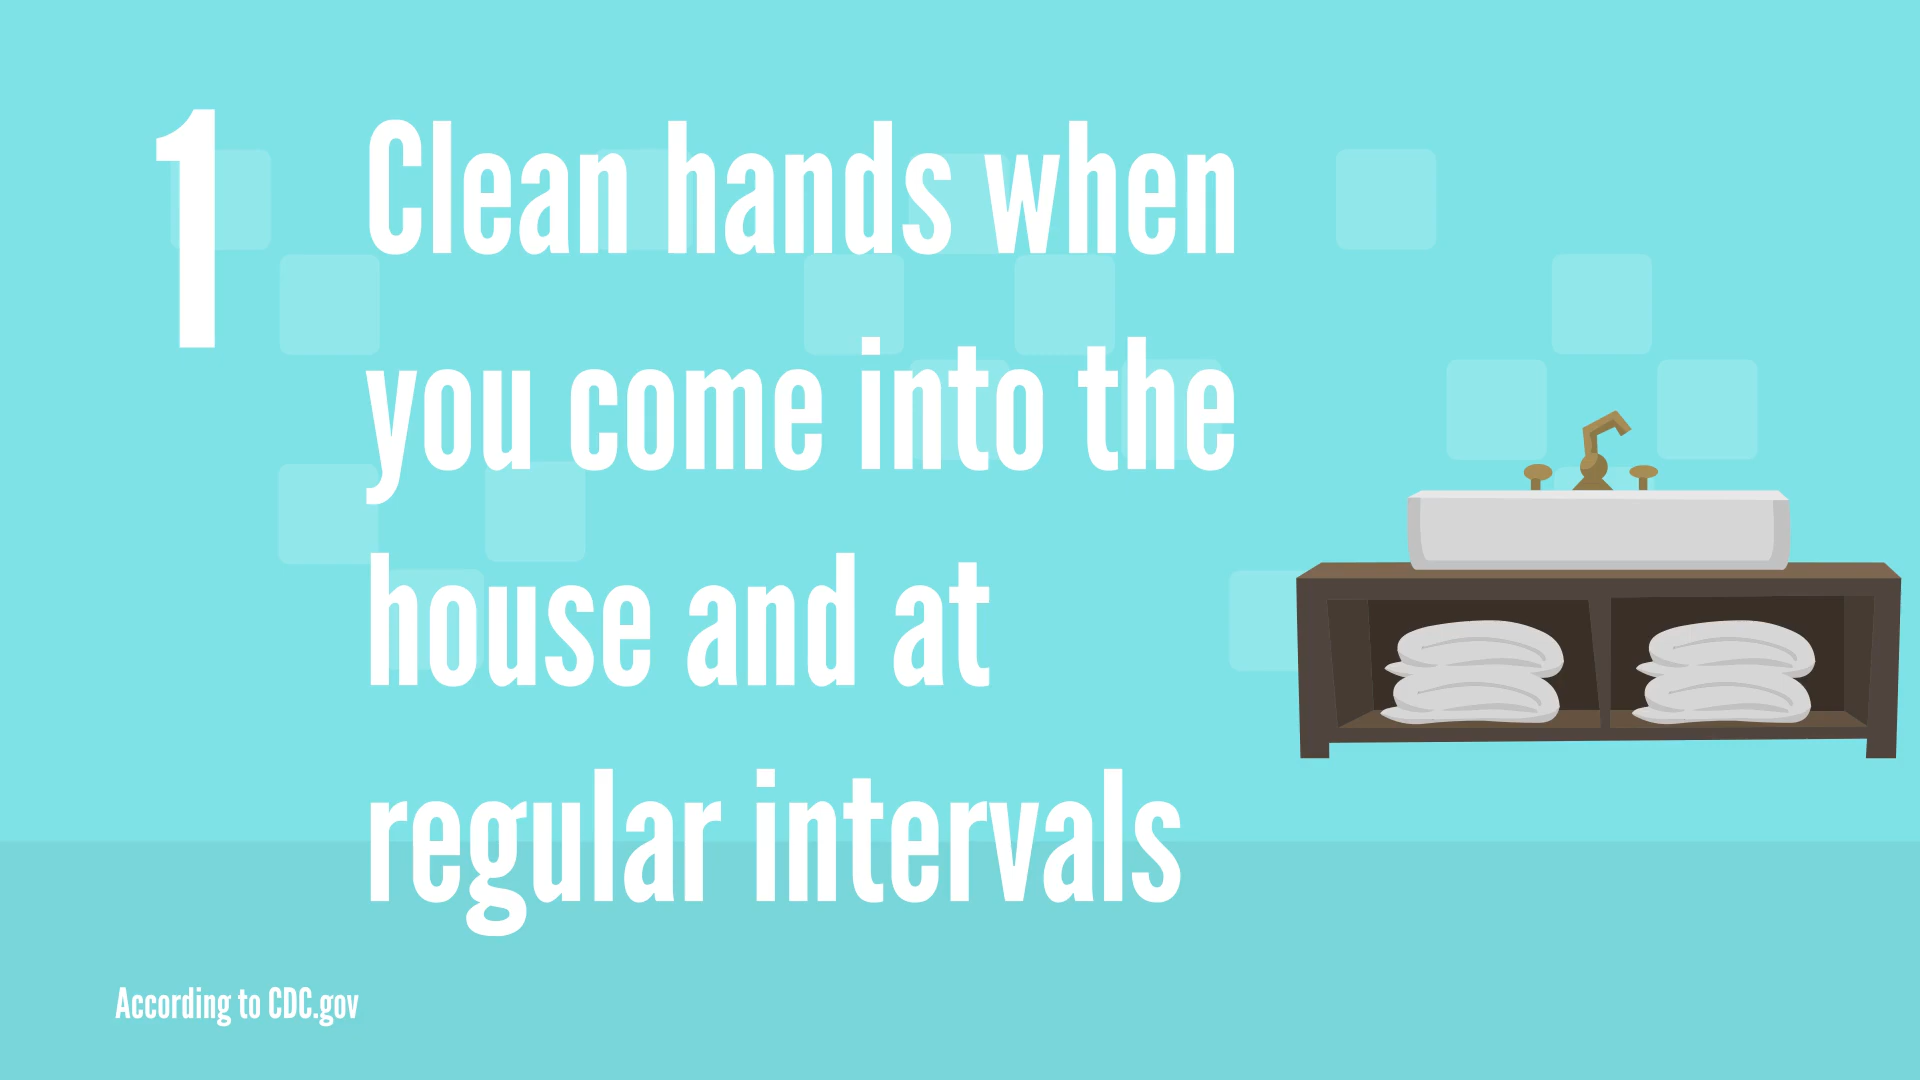 1
Clean hands when
you come into the
house and at
regular intervals
According to CDC.gov